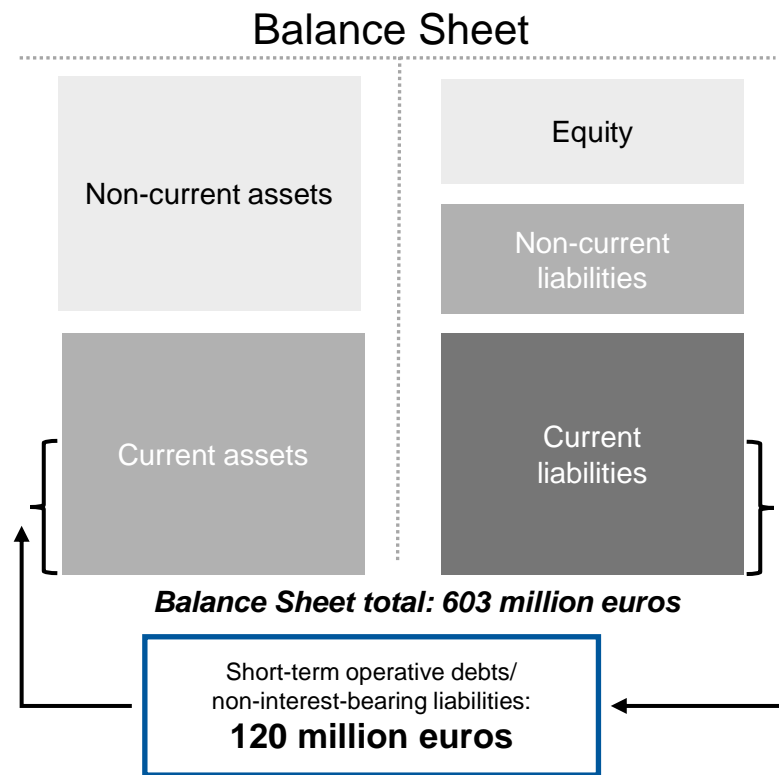 Balance Sheet
Non-current assets
Equity
Non-current
liabilities
Current assets
Current
liabilities
Balance Sheet total: 603 million euros
Short-term operative debts/
non-interest-bearing liabilities:
120 million euros